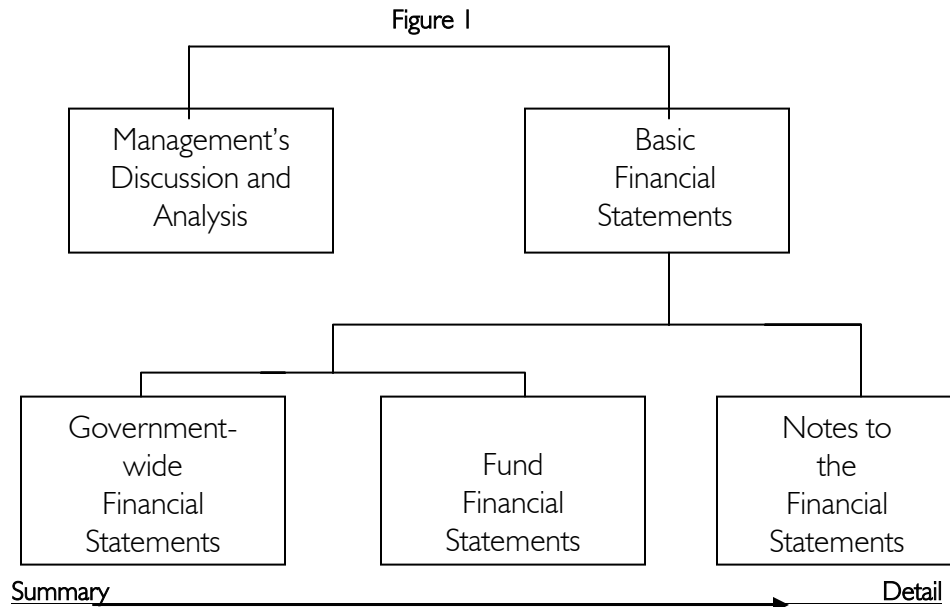 Figure 1
Management's
Discussion and
Analysis
Basic
Financial
Statements
Government-
wide
Financial
Statements
Fund
Financial
Statements
Notes to
the
Financial
Statements
Summary
Detail